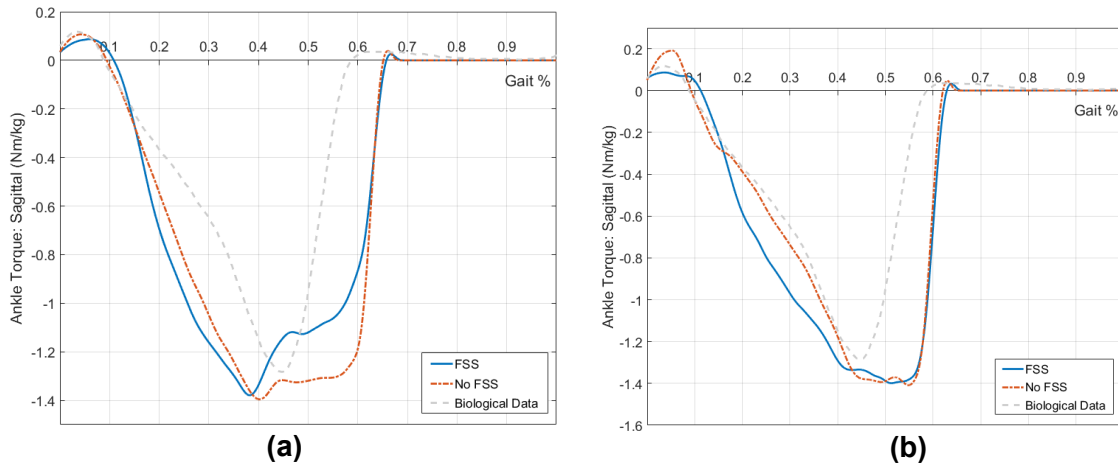 0.2
0
-0.2
-0.4
-0.6
-0.8
-1
-1.2
-1.4
Ankle Torque: Sagittal (Nm/kg)
0.1 0.2 0.3 0.4 0.5 0.6 0.7 0.8 0.9
Gait %
FSS
No FSS
Biological Data
(a)
0.2
0
-0.2
-0.4
-0.6
-0.8
-1
-1.2
-1.4
-1.6
Ankle Torque: Sagittal (Nm/kg)
0.1 0.2 0.3 0.4 0.5 0.6 0.7 0.8 0.9
Gait %
FSS
No FSS
Biological Data
(b)